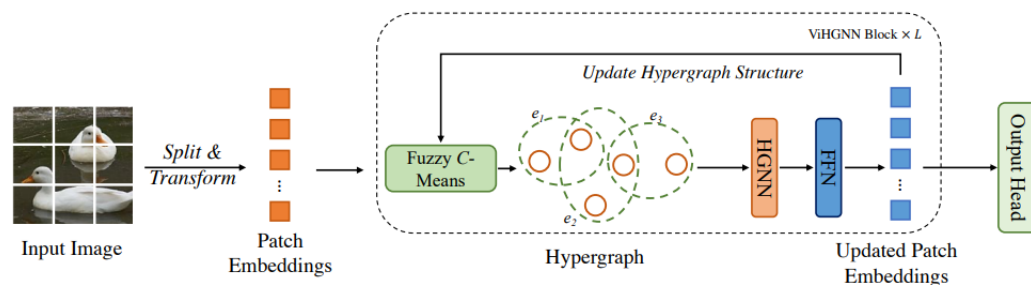 ViHGNN Block × L
Update Hypergraph Structure
Split &
Transform
Fuzzy C-
Means
e1
e2
e3
HGNN
FFN
Output Head
...
...
Input Image
Patch
Embeddings
Hypergraph
Updated Patch
Embeddings